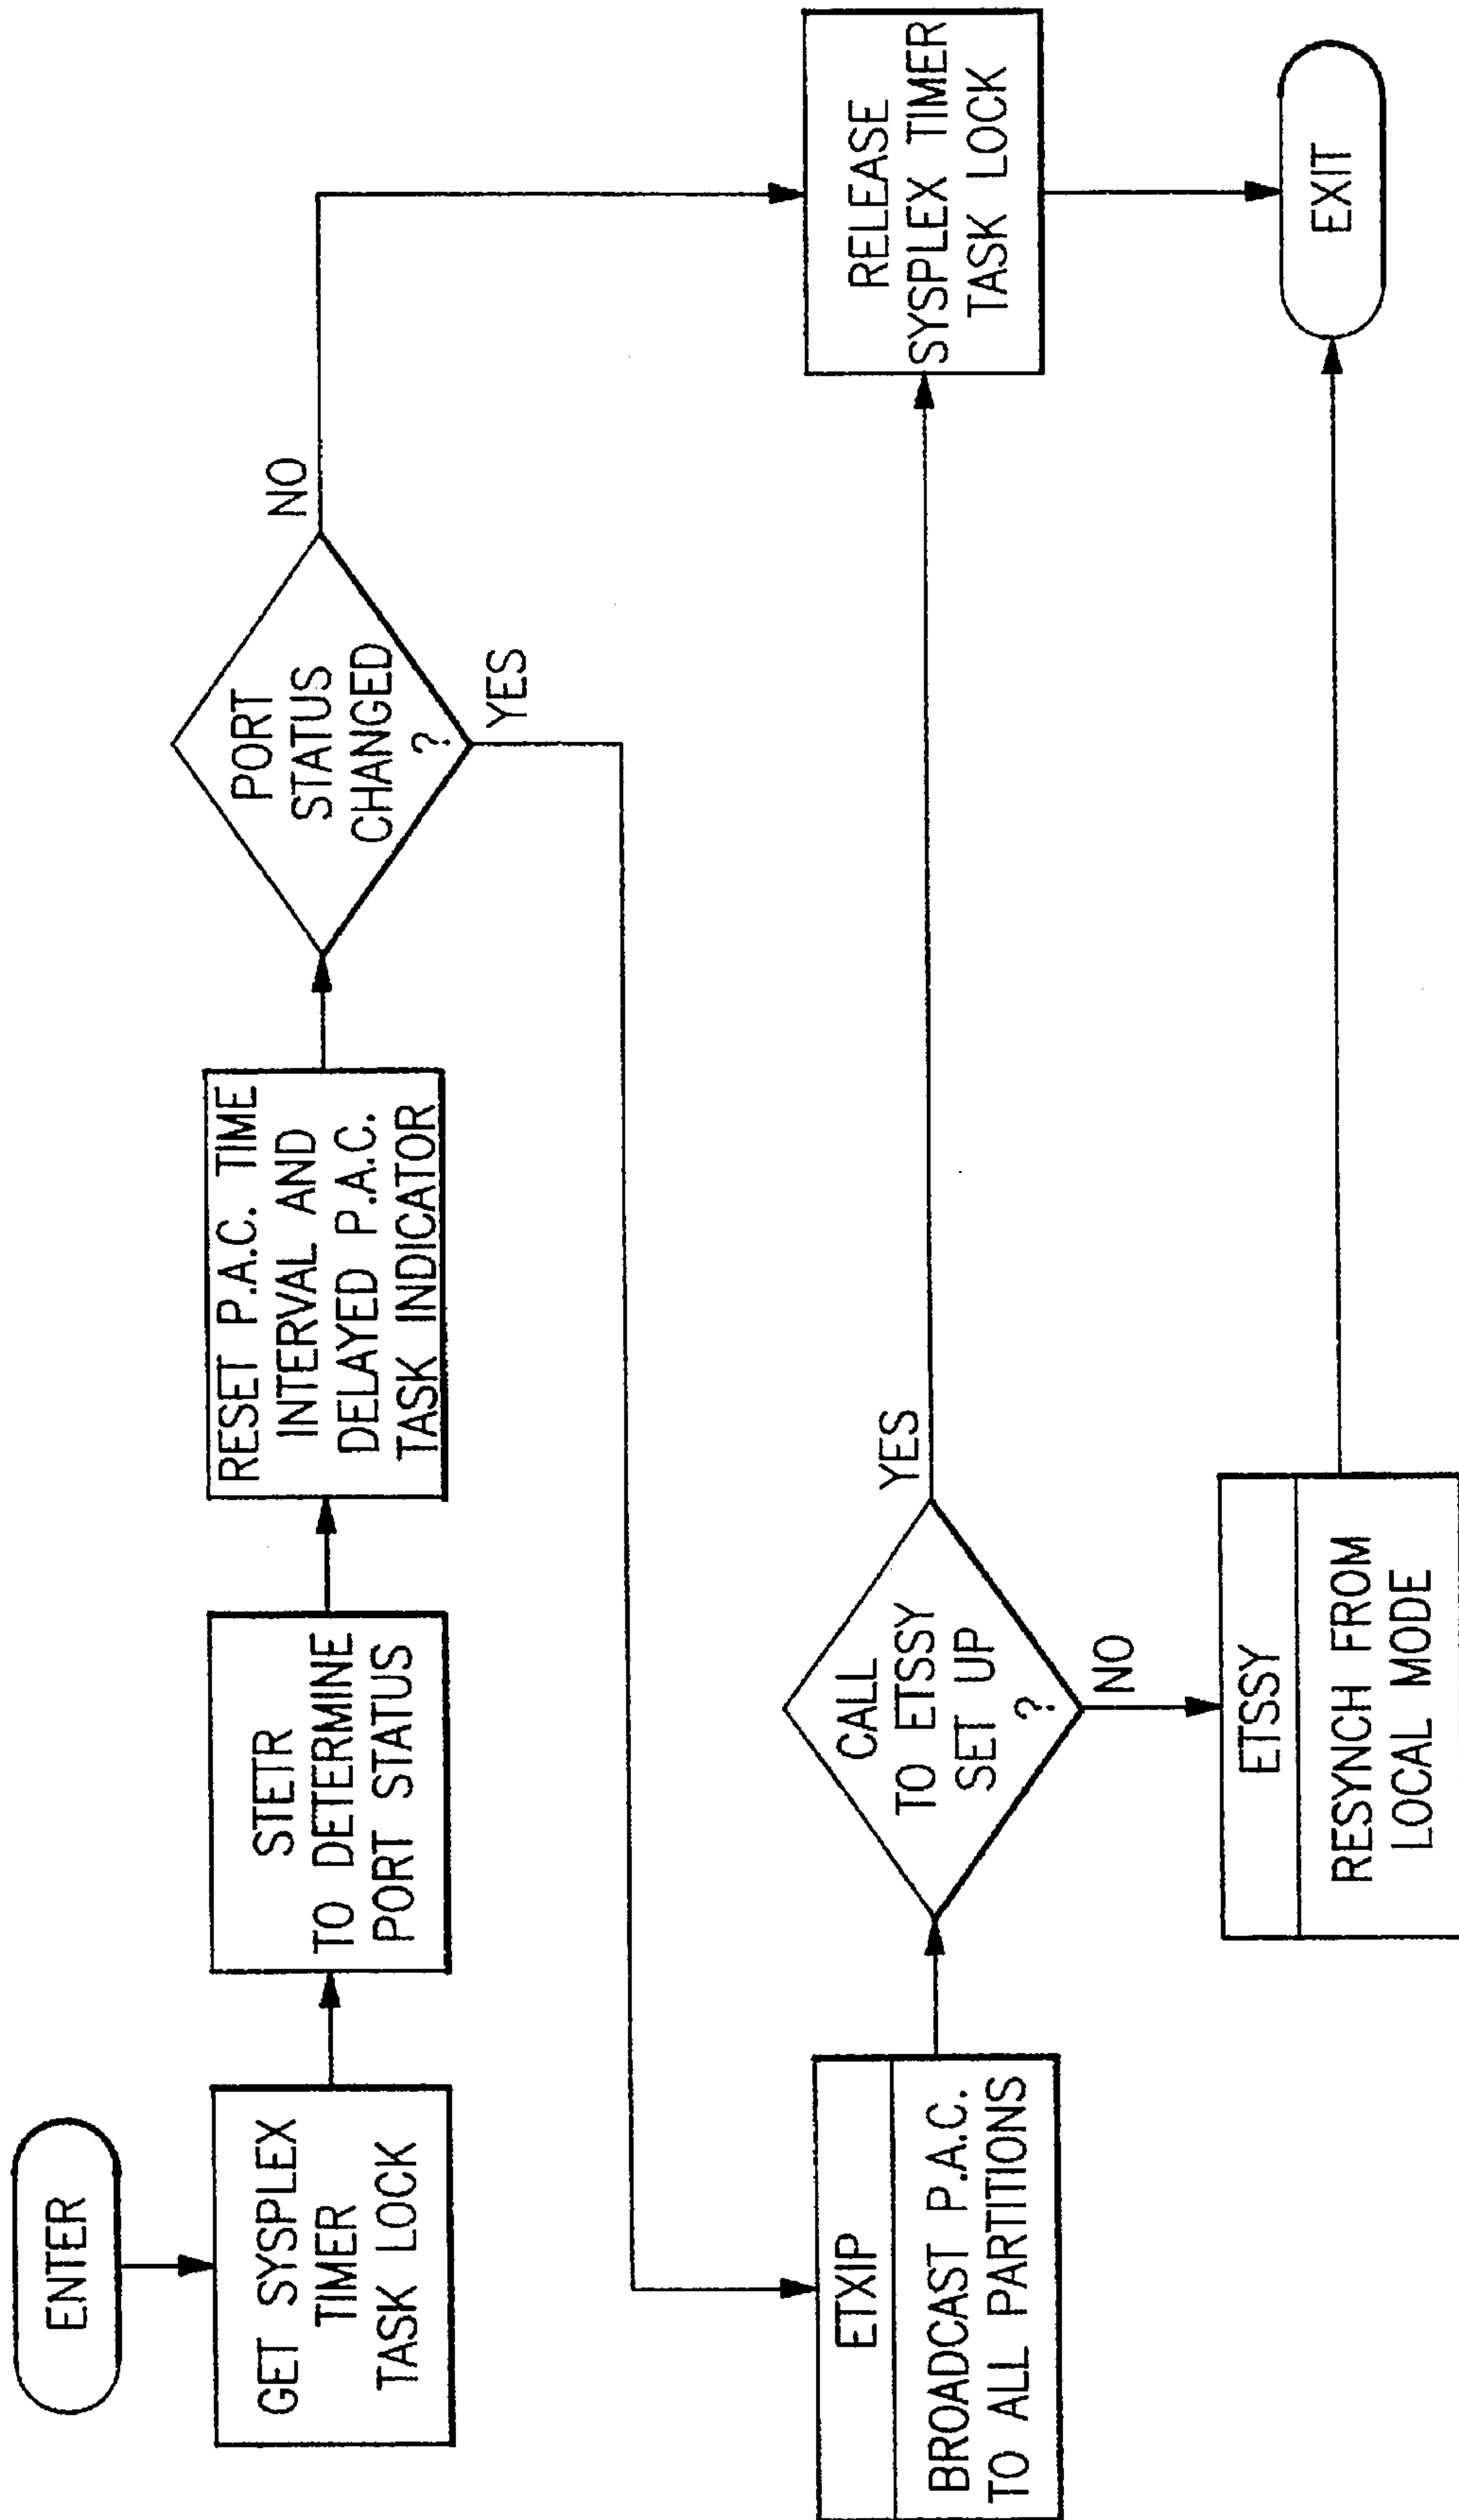 ENTER
GET SYSPLEX
TIMER
TASK LOCK
STETR
TO DETERMINE
PORT STATUS
RESET P.A.C. TIME
INTERVAL AND
DELAYED P.A.C.
TASK INDICATOR
PORT
STATUS
CHANGED
?
NO
YES
ETXIP
BROADCAST P.A.C.
TO ALL PARTITIONS
CALL
TO ETSSY
SET UP
?
YES
NO
RELEASE
SYSPLEX TIMER
TASK LOCK
ETSSY
RESYNCH FROM
LOCAL MODE
EXIT